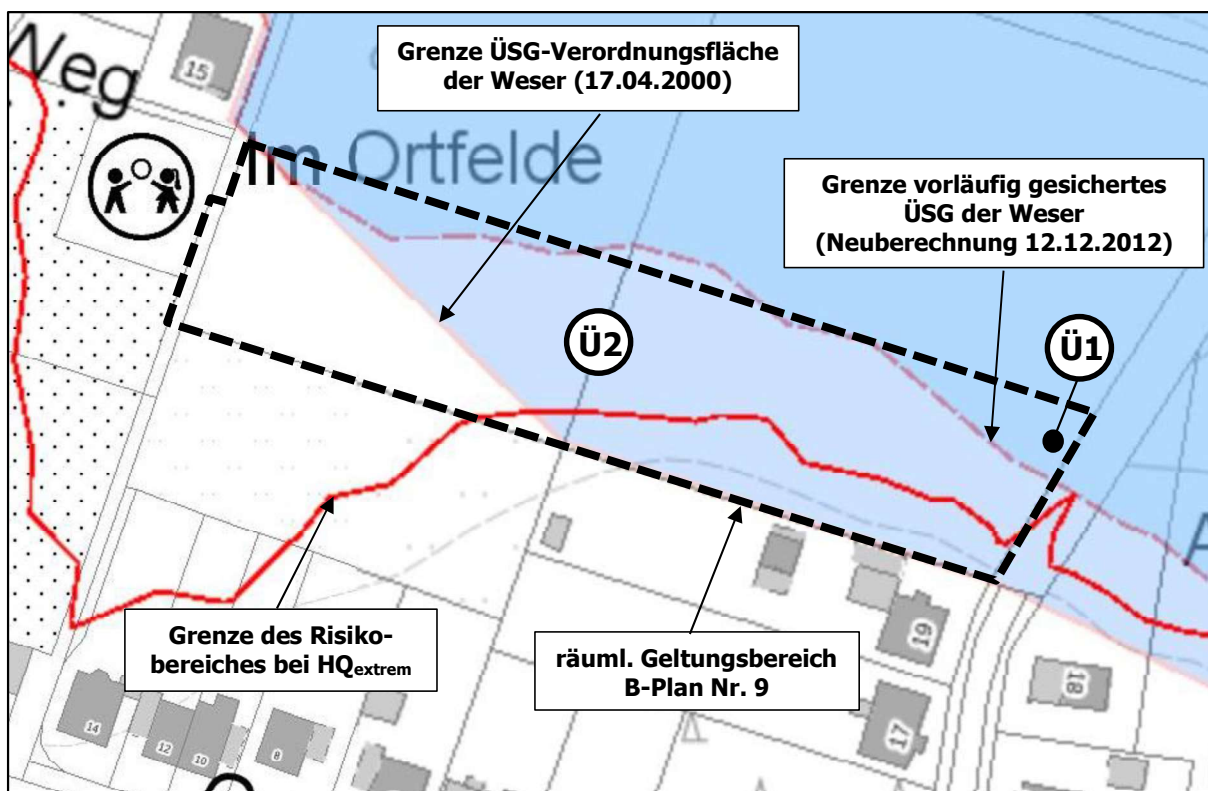 Weg
15
Grenze ÜSG-Verordnungsfläche
der Weser (17.04.2000)
Im Ortfelde
Grenze vorläufig gesichertes
ÜSG der Weser
(Neuberechnung 12.12.2012)
Ü2
Ü1
Grenze des Risiko-
bereiches bei HQextrem
räuml. Geltungsbereich
B-Plan Nr. 9
19
18
17
14
12
10
8